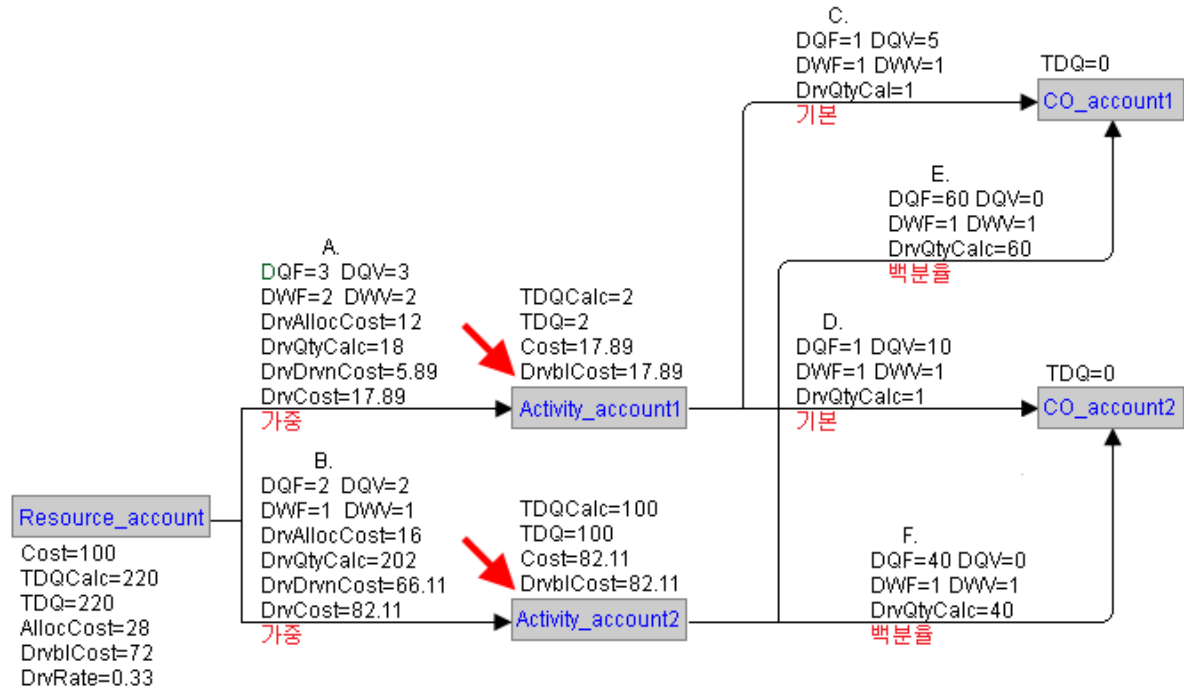 C.
DQF=1 DQV=5
DWF=1 DWV=1
DrvQtyCal=1
기본
TDQ=0
CO_account1
E.
DQF=60 DQV=0
DWF=1 DWV=1
DrvQtyCalc=60
백분율
A.
DQF=3 DQV=3
DWF=2 DWV=2
DrvAllocCost=12
DrvQtyCalc=18
DrvDrvnCost=5.89
DrvCost=17.89
가중
TDQCalc=2
TDQ=2
Cost=17.89
DrvblCost=17.89
Activity_account1
D.
DQF=1 DQV=10
DWF=1 DWV=1
DrvQtyCalc=1
기본
TDQ=0
CO_account2
B.
DQF=2 DQV=2
DWF=1 DWV=1
DrvAllocCost=16
DrvQtyCalc=202
DrvDrvnCost=66.11
DrvCost=82.11
가중
TDQCalc=100
TDQ=100
Cost=82.11
DrvblCost=82.11
Activity_account2
F.
DQF=40 DQV=0
DWF=1 DWV=1
DrvQtyCalc=40
백분율
Resource_account
Cost=100
TDQCalc=220
TDQ=220
AllocCost=28
DrvblCost=72
DrvRate=0.33